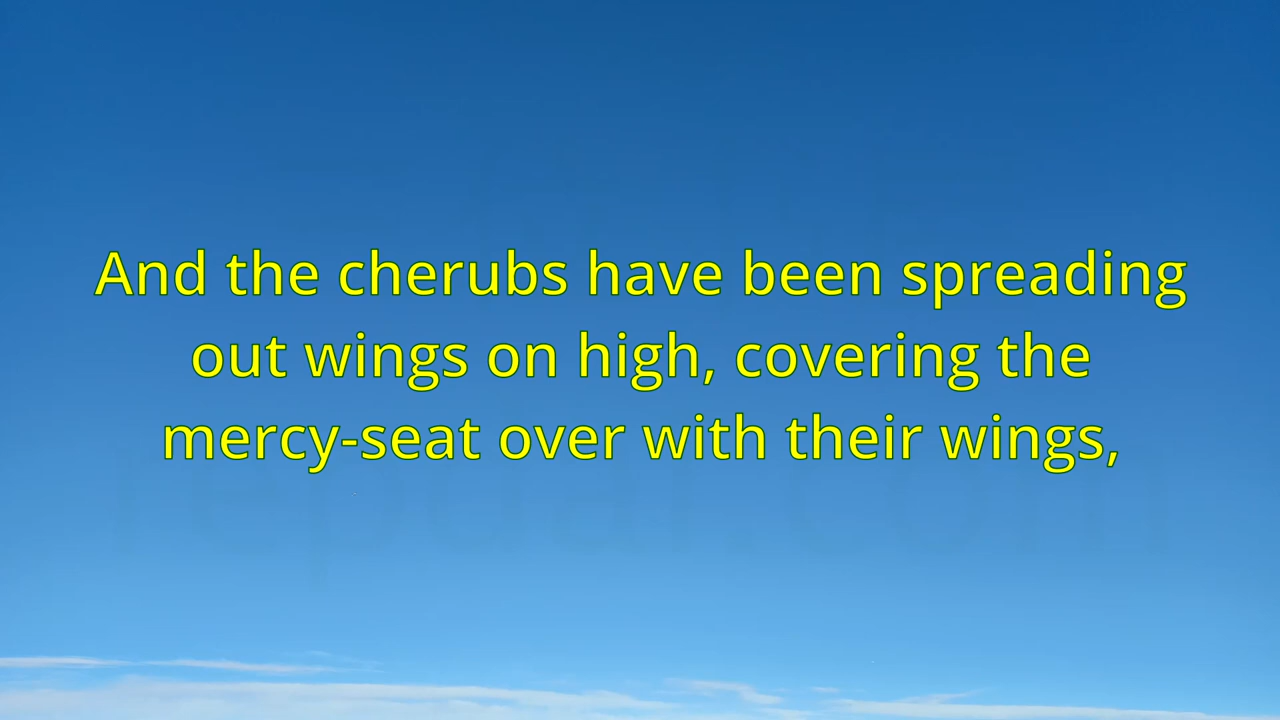 And the cherubs have been spreading
out wings on high, covering the
mercy-seat over with their wings,